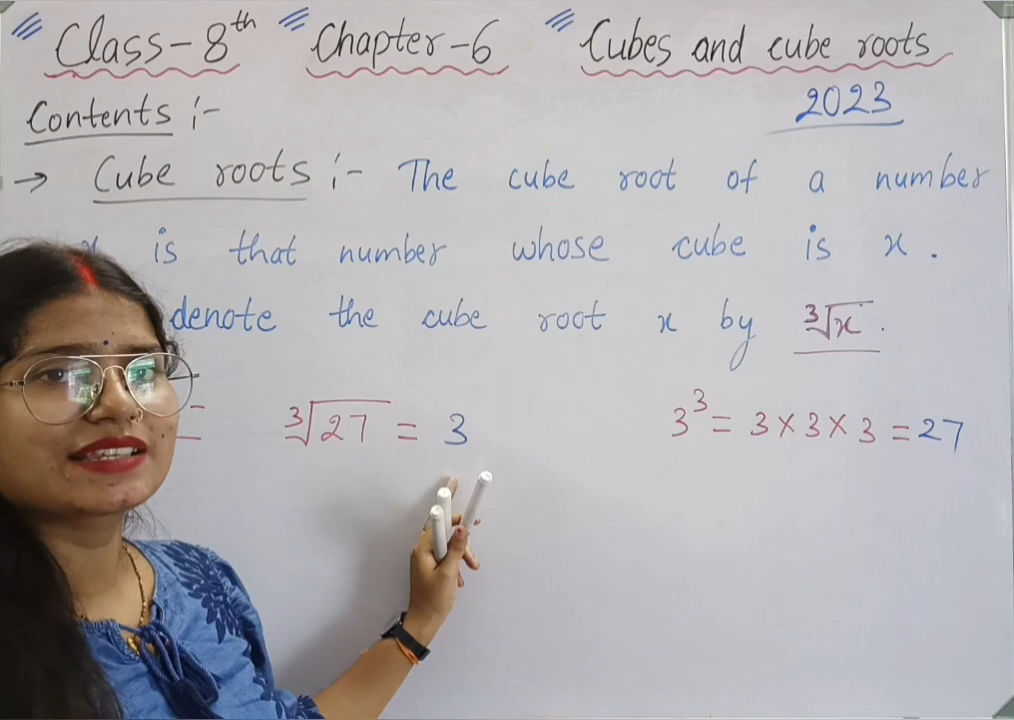 Class-8th Chapter-6 Cubes and cube roots
2023
Contents :-
→ Cube roots :- The cube root of a number
x is that number whose cube is x.
denote the cube root x by ∛x.
∛27 = 3 3³ = 3 × 3 × 3 = 27